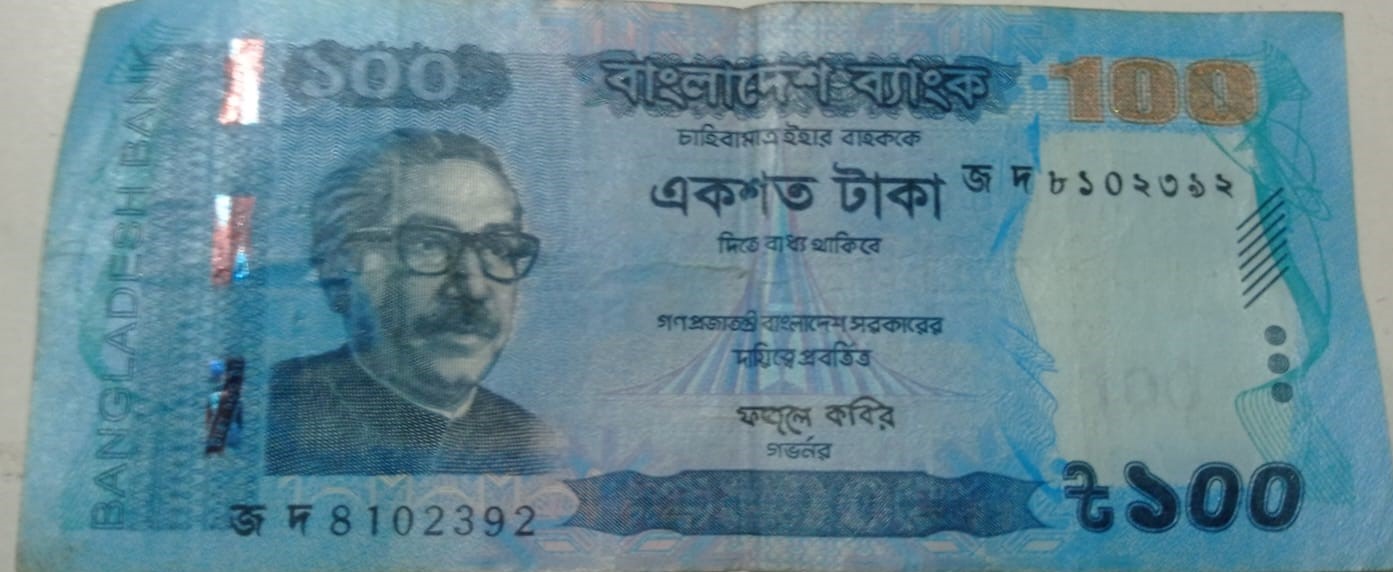 BANGLADESH BANK
১০০
বাংলাদেশ ব্যাংক
100
চাহিবামাত্র ইহার বাহককে
একশত টাকা
জ দ ৮১০২৩৯২
দিতে বাধ্য থাকিবে
গণপ্রজাতন্ত্রী বাংলাদেশ সরকারের
দায়িত্বে প্রবর্তিত
ফজলে কবির
গভর্নর
100
জ দ 8102392
৳১০০